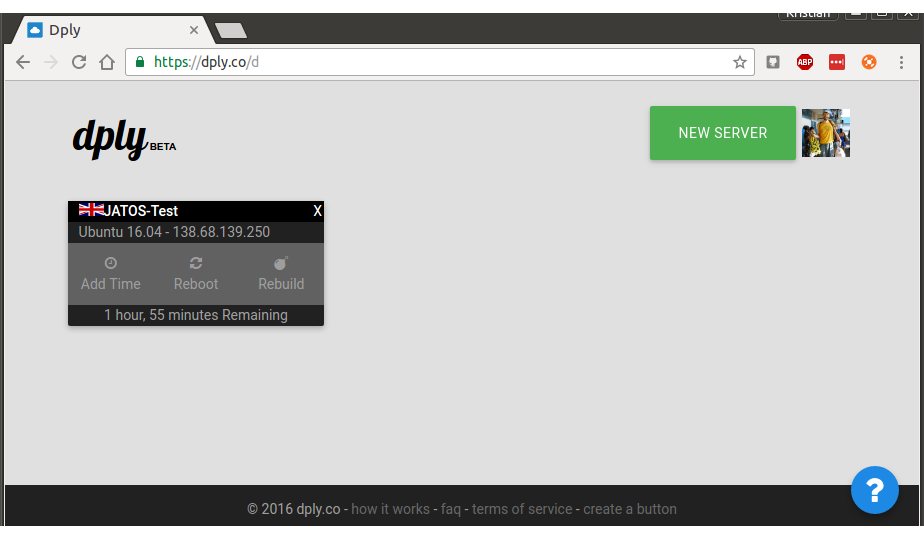 Kristian
Dply
https://dply.co/d
ABP
dply BETA
NEW SERVER
JATOS-Test X
Ubuntu 16.04 - 138.68.139.250
Add Time Reboot Rebuild
1 hour, 55 minutes Remaining
?
© 2016 dply.co - how it works - faq - terms of service - create a button